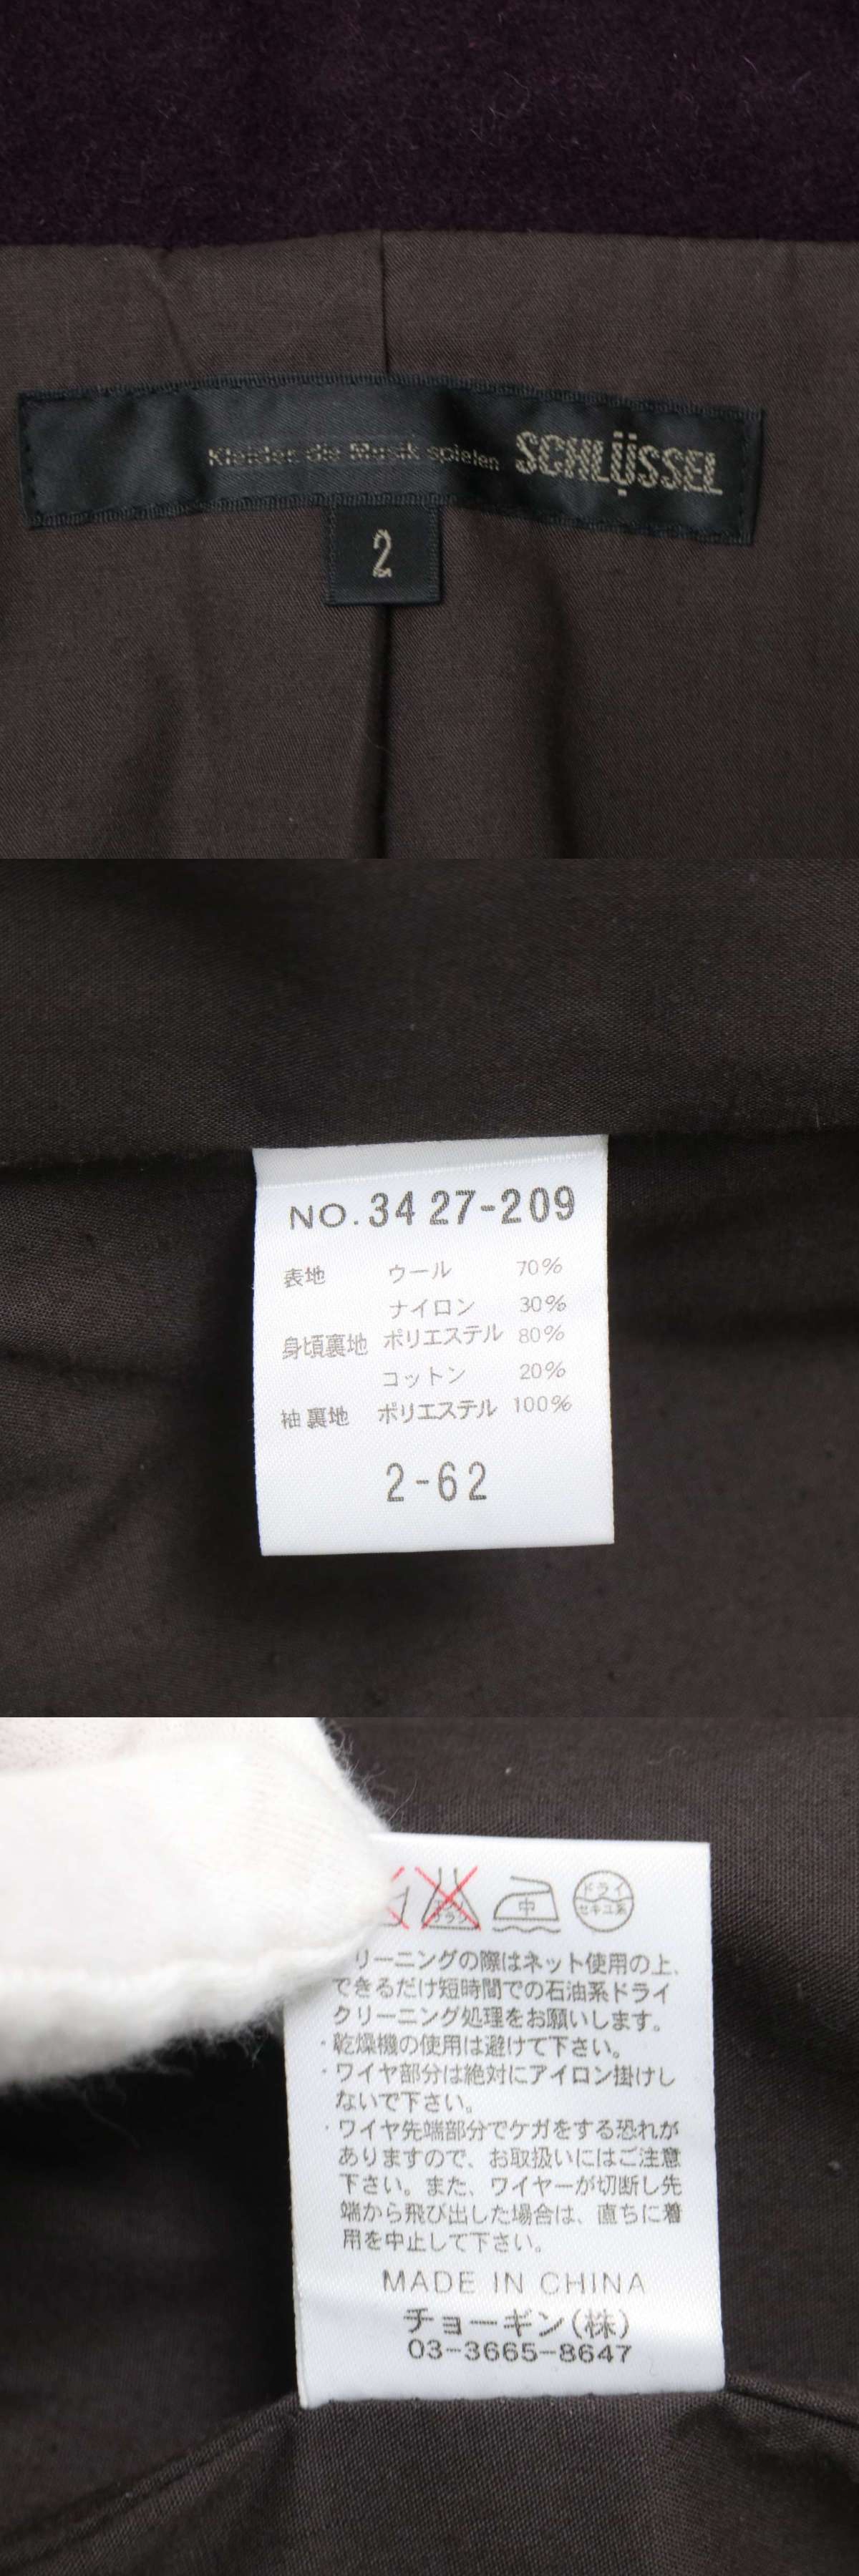 Kleider die Musik spielen SCHLÜSSEL
2
NO.3427-209
表地 ウール 70%
ナイロン 30%
身頃裏地 ポリエステル 80%
コットン 20%
袖裏地 ポリエステル 100%
2-62
エンソ 中 ドライ
サラシ セキユ系
リーニングの際はネット使用の上、
できるだけ短時間での石油系ドライ
クリーニング処理をお願いします。
・乾燥機の使用は避けて下さい。
・ワイヤ部分は絶対にアイロン掛けし
ないで下さい。
・ワイヤ先端部分でケガをする恐れが
ありますので、お取扱いにはご注意
下さい。また、ワイヤーが切断し先
端から飛び出した場合は、直ちに着
用を中止して下さい。
MADE IN CHINA
チョーギン(株)
03-3665-8647